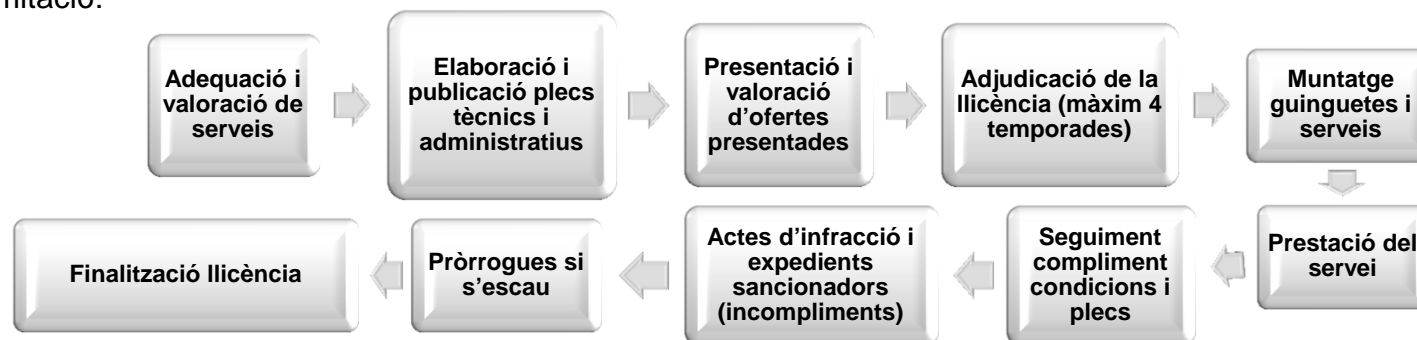 Adequació i
valoració de
serveis
Elaboració i
publicació plecs
tècnics i
administratius
Presentació i
valoració
d’ofertes
presentades
Adjudicació de la
llicència (màxim 4
temporades)
Muntatge
guinguetes i
serveis
Prestació del
servei
Seguiment
compliment
condicions i
plecs
Actes d’infracció i
expedients
sancionadors
(incompliments)
Pròrrogues si
s’escau
Finalització llicència